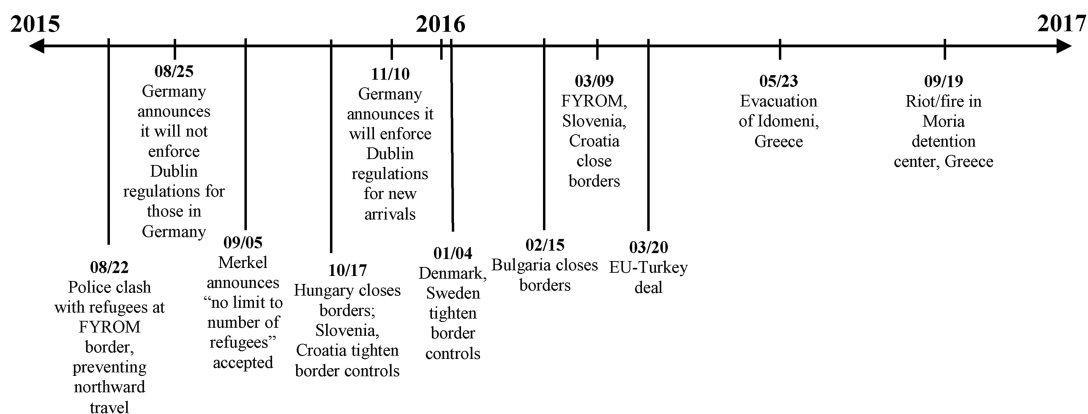 2015
2016
2017
08/25
Germany
announces
it will not
enforce
Dublin
regulations for
those in
Germany
11/10
Germany
announces it
will enforce
Dublin
regulations
for new
arrivals
03/09
FYROM,
Slovenia,
Croatia
close
borders
05/23
Evacuation
of Idomeni,
Greece
09/19
Riot/fire in
Moria
detention
center, Greece
08/22
Police clash
with refugees at
FYROM
border,
preventing
northward
travel
09/05
Merkel
announces
“no limit to
number of
refugees”
accepted
10/17
Hungary closes
borders;
Slovenia,
Croatia tighten
border controls
01/04
Denmark,
Sweden
tighten
border
controls
02/15
Bulgaria closes
borders
03/20
EU-Turkey
deal